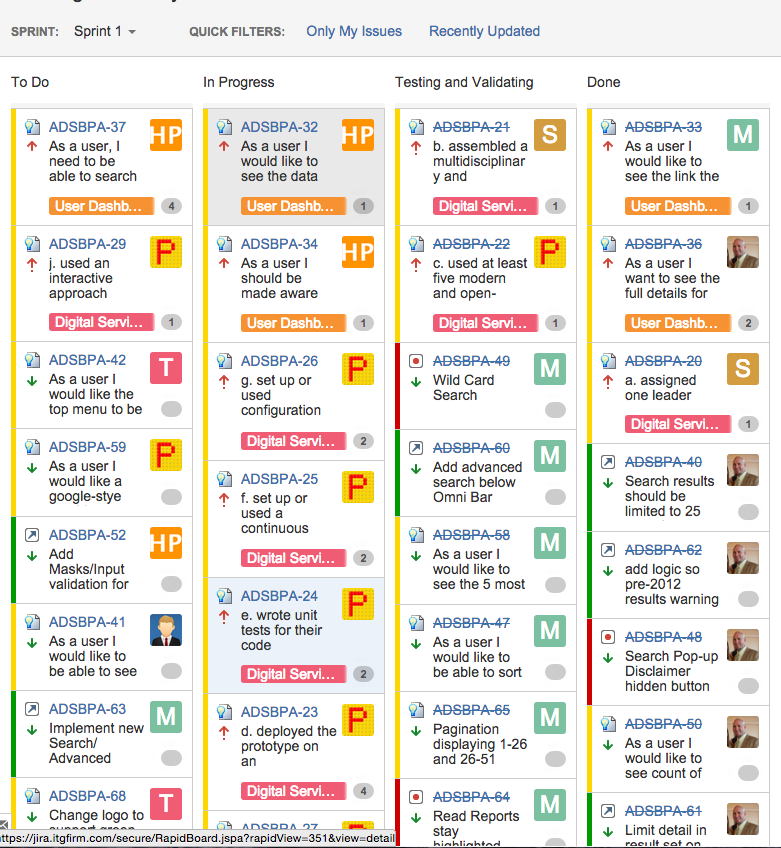 SPRINT: Sprint 1 QUICK FILTERS: Only My Issues Recently Updated
To Do
ADSBPA-37
HP
As a user, I
need to be
able to search
User Dashb... 4
ADSBPA-29
P
j. used an
interactive
approach
Digital Servi... 1
ADSBPA-42
T
As a user I
would like the
top menu to be
ADSBPA-59
P
As a user I
would like a
google-stye
ADSBPA-52
HP
Add
Masks/Input
validation for
ADSBPA-41
As a user I
would like to
be able to see
ADSBPA-63
M
Implement new
Search/
Advanced
ADSBPA-68
T
Change logo to
In Progress
ADSBPA-32
HP
As a user I
would like to
see the data
User Dashb... 1
ADSBPA-34
HP
As a user I
should be
made aware
User Dashb... 1
ADSBPA-26
P
g. set up or
used
configuration
Digital Servi... 2
ADSBPA-25
P
f. set up or
used a
continuous
Digital Servi... 2
ADSBPA-24
P
e. wrote unit
tests for their
code
Digital Servi... 2
ADSBPA-23
P
d. deployed the
prototype on
an
Digital Servi... 4
ADSBPA-27
Testing and Validating
ADSBPA-21
S
b. assembled a
multidisciplinar
y and
Digital Servi... 1
ADSBPA-22
P
c. used at least
five modern
and open-
Digital Servi... 1
ADSBPA-49
M
Wild Card
Search
ADSBPA-60
M
Add advanced
search below
Omni Bar
ADSBPA-58
M
As a user I
would like to
see the 5 most
ADSBPA-47
M
As a user I
would like to
be able to sort
ADSBPA-65
M
Pagination
displaying 1-26
and 26-51
ADSBPA-64
M
Read Reports
stay
highlighted
Done
ADSBPA-33
M
As a user I
would like to
see the link the
User Dashb... 1
ADSBPA-36
As a user I
want to see the
full details for
User Dashb... 2
ADSBPA-20
S
a. assigned
one leader
Digital Servi... 1
ADSBPA-40
Search results
should be
limited to 25
ADSBPA-62
add logic so
pre-2012
results warning
ADSBPA-48
Search Pop-up
Disclaimer
hidden button
ADSBPA-50
As a user I
would like to
see count of
ADSBPA-61
Limit detail in
result set on
ttps://jira.itgfirm.com/secure/RapidBoard.jspa?rapidView=351&view=detail